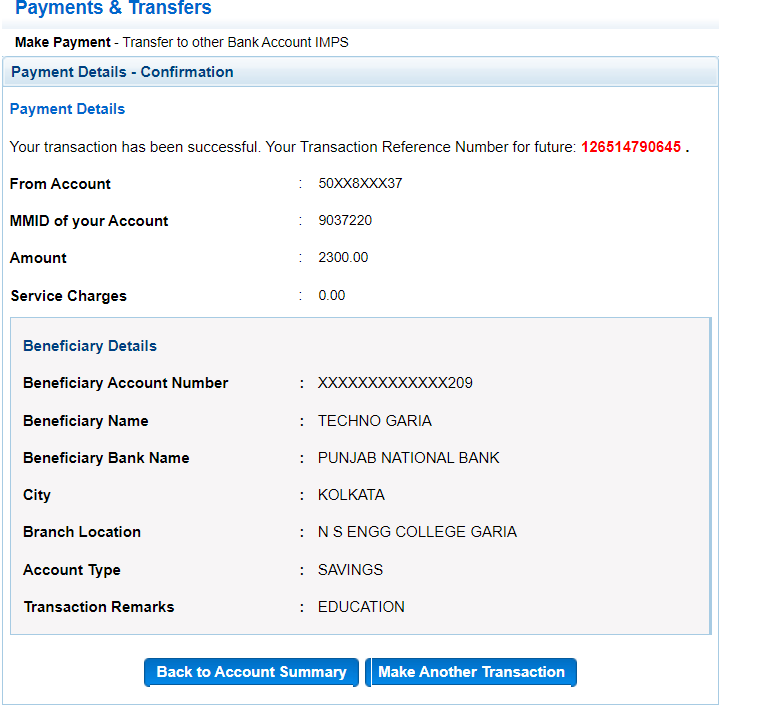 Payments & Transfers
Make Payment - Transfer to other Bank Account IMPS
Payment Details - Confirmation
Payment Details
Your transaction has been successful. Your Transaction Reference Number for future: 126514790645 .
From Account : 50XX8XXX37
MMID of your Account : 9037220
Amount : 2300.00
Service Charges : 0.00
Beneficiary Details
Beneficiary Account Number : XXXXXXXXXXXXX209
Beneficiary Name : TECHNO GARIA
Beneficiary Bank Name : PUNJAB NATIONAL BANK
City : KOLKATA
Branch Location : N S ENGG COLLEGE GARIA
Account Type : SAVINGS
Transaction Remarks : EDUCATION
Back to Account Summary Make Another Transaction